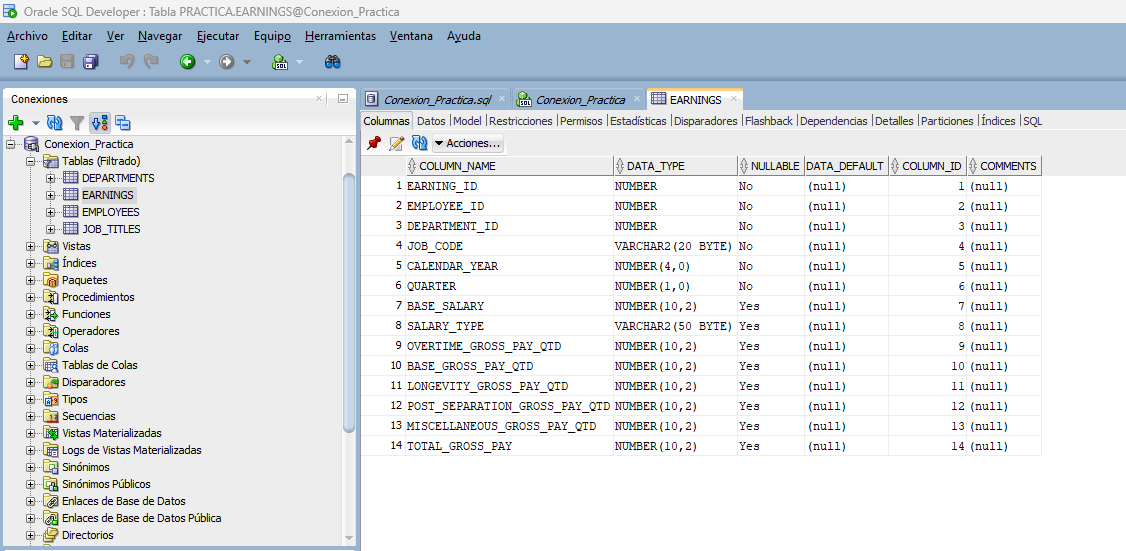 Oracle SQL Developer : Tabla PRACTICA.EARNINGS@Conexion_Practica
Archivo Editar Ver Navegar Ejecutar Equipo Herramientas Ventana Ayuda
Conexiones
Conexion_Practica
Tablas (Filtrado)
DEPARTMENTS
EARNINGS
EMPLOYEES
JOB_TITLES
Vistas
Índices
Paquetes
Procedimientos
Funciones
Operadores
Colas
Tablas de Colas
Disparadores
Tipos
Secuencias
Vistas Materializadas
Logs de Vistas Materializadas
Sinónimos
Sinónimos Públicos
Enlaces de Base de Datos
Enlaces de Base de Datos Pública
Directorios
Conexion_Practica.sql Conexion_Practica EARNINGS
Columnas Datos Model Restricciones Permisos Estadísticas Disparadores Flashback Dependencias Detalles Particiones Índices SQL
Acciones...
COLUMN_NAME DATA_TYPE NULLABLE DATA_DEFAULT COLUMN_ID COMMENTS
1 EARNING_ID NUMBER No (null) 1 (null)
2 EMPLOYEE_ID NUMBER No (null) 2 (null)
3 DEPARTMENT_ID NUMBER No (null) 3 (null)
4 JOB_CODE VARCHAR2(20 BYTE) No (null) 4 (null)
5 CALENDAR_YEAR NUMBER(4,0) No (null) 5 (null)
6 QUARTER NUMBER(1,0) No (null) 6 (null)
7 BASE_SALARY NUMBER(10,2) Yes (null) 7 (null)
8 SALARY_TYPE VARCHAR2(50 BYTE) Yes (null) 8 (null)
9 OVERTIME_GROSS_PAY_QTD NUMBER(10,2) Yes (null) 9 (null)
10 BASE_GROSS_PAY_QTD NUMBER(10,2) Yes (null) 10 (null)
11 LONGEVITY_GROSS_PAY_QTD NUMBER(10,2) Yes (null) 11 (null)
12 POST_SEPARATION_GROSS_PAY_QTD NUMBER(10,2) Yes (null) 12 (null)
13 MISCELLANEOUS_GROSS_PAY_QTD NUMBER(10,2) Yes (null) 13 (null)
14 TOTAL_GROSS_PAY NUMBER(10,2) Yes (null) 14 (null)